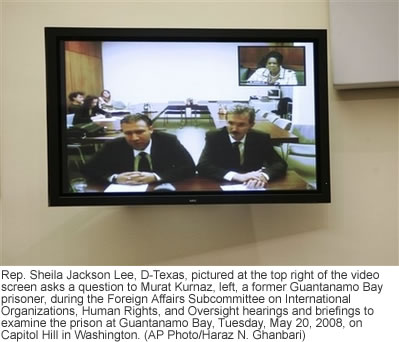 Rep. Sheila Jackson Lee, D-Texas, pictured at the top right of the video
screen asks a question to Murat Kurnaz, left, a former Guantanamo Bay
prisoner, during the Foreign Affairs Subcommittee on International
Organizations, Human Rights, and Oversight hearings and briefings to
examine the prison at Guantanamo Bay, Tuesday, May 20, 2008, on
Capitol Hill in Washington. (AP Photo/Haraz N. Ghanbari)